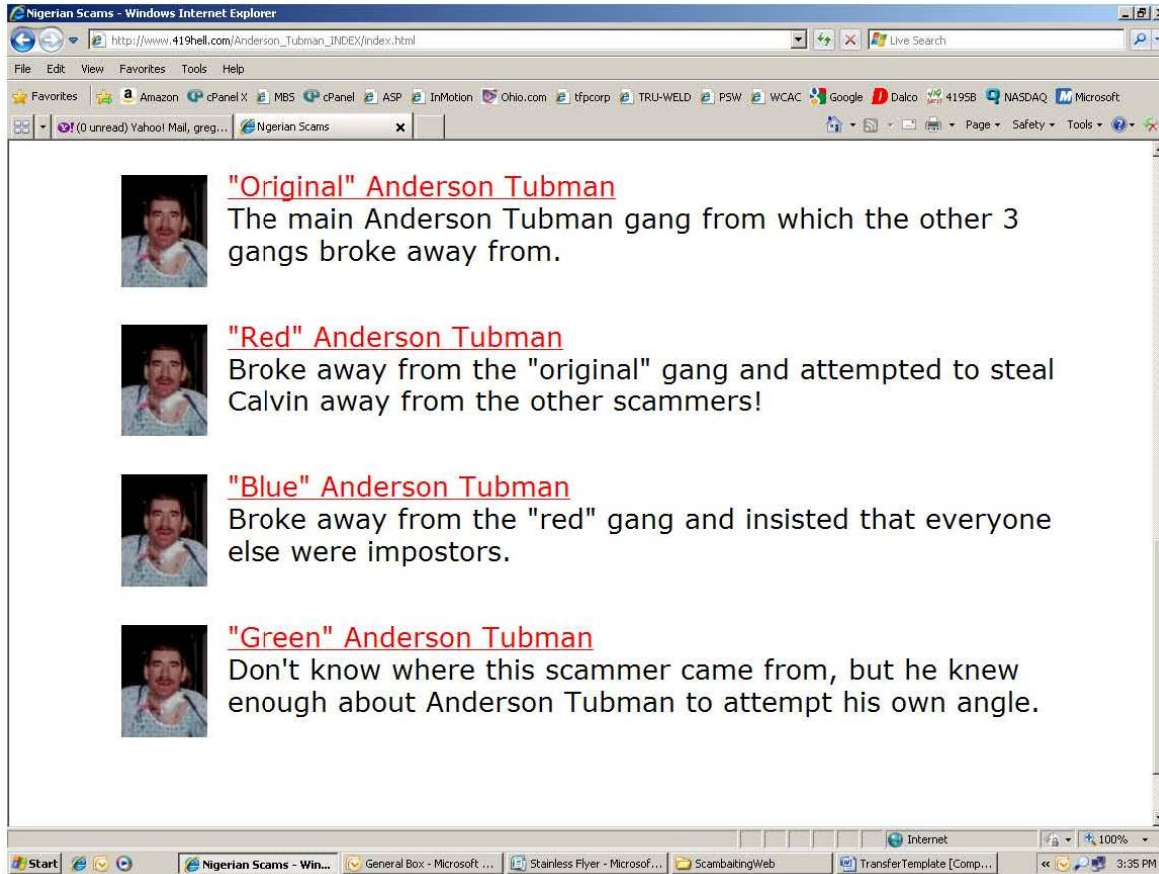 Nigerian Scams - Windows Internet Explorer
http://www.419hell.com/Anderson_Tubman_INDEX/index.html
Live Search
File Edit View Favorites Tools Help
Favorites Amazon cPanel X MBS cPanel ASP InMotion Ohio.com tfpcorp TRU-WELD PSW WCAC Google Dalco 4195B NASDAQ Microsoft
(0 unread) Yahoo! Mail, greg... Nigerian Scams Page Safety Tools
"Original" Anderson Tubman
The main Anderson Tubman gang from which the other 3
gangs broke away from.
"Red" Anderson Tubman
Broke away from the "original" gang and attempted to steal
Calvin away from the other scammers!
"Blue" Anderson Tubman
Broke away from the "red" gang and insisted that everyone
else were impostors.
"Green" Anderson Tubman
Don't know where this scammer came from, but he knew
enough about Anderson Tubman to attempt his own angle.
Internet 100%
Start Nigerian Scams - Win... General Box - Microsoft ... Stainless Flyer - Microsof... ScambaitingWeb TransferTemplate [Comp... 3:35 PM